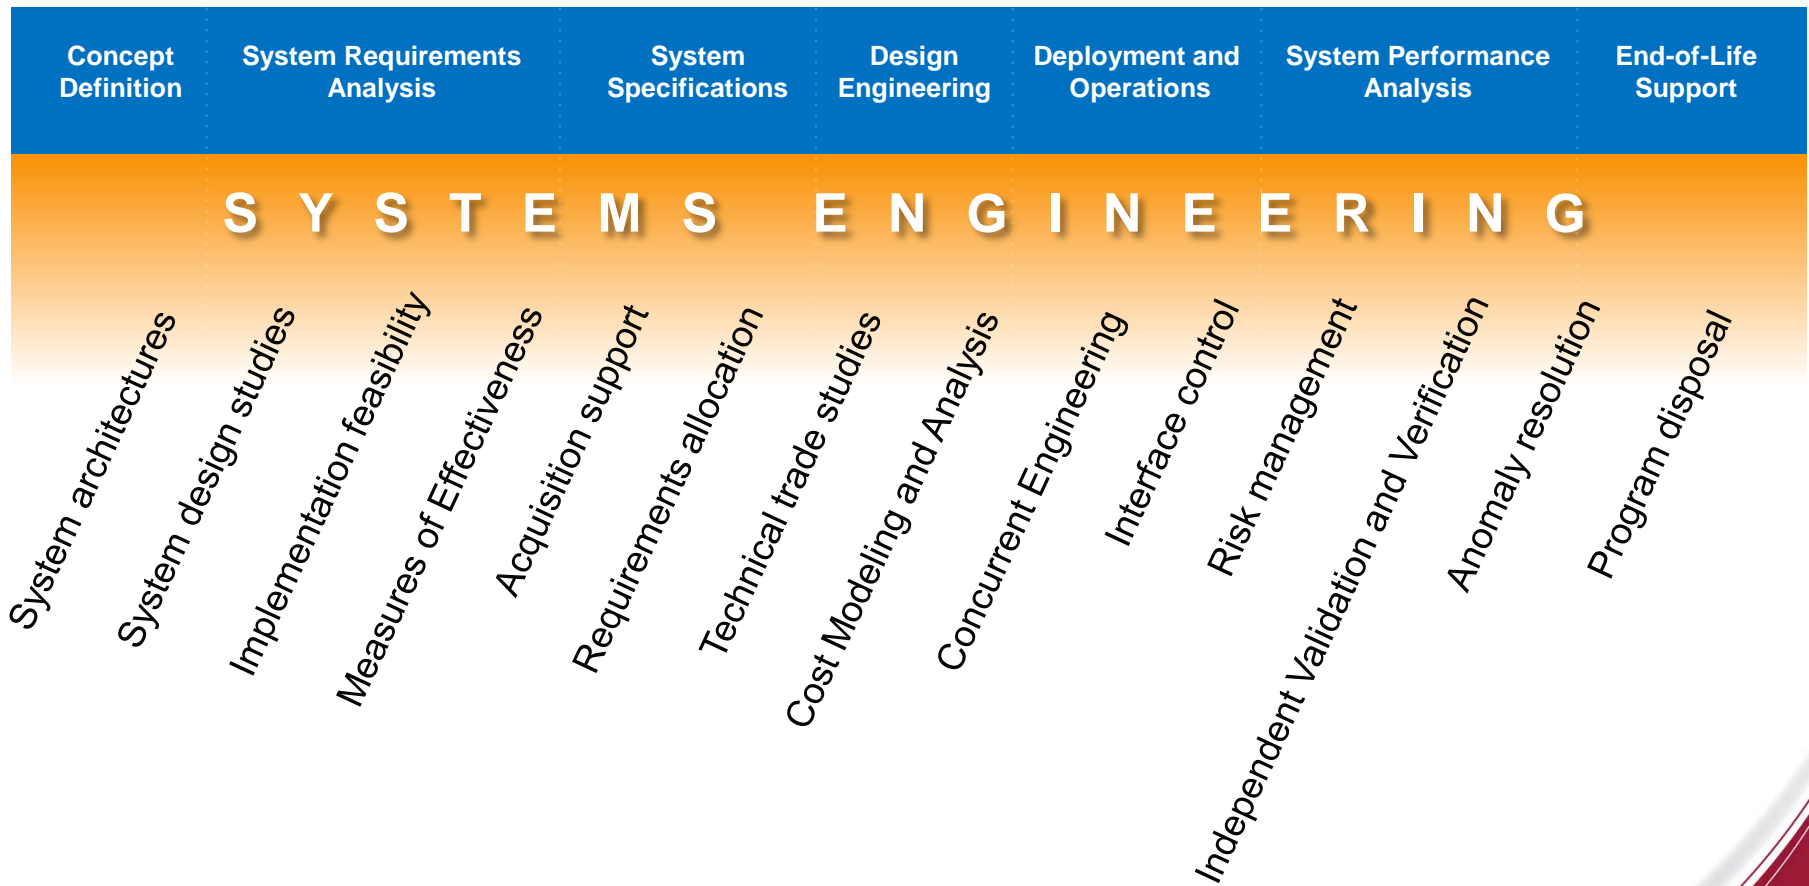 Concept
Definition
System Requirements
Analysis
System
Specifications
Design
Engineering
Deployment and
Operations
System Performance
Analysis
End-of-Life
Support
SYSTEMS ENGINEERING
System architectures
System design studies
Implementation feasibility
Measures of Effectiveness
Acquisition support
Requirements allocation
Technical trade studies
Cost Modeling and Analysis
Concurrent Engineering
Interface control
Risk management
Independent Validation and Verification
Anomaly resolution
Program disposal